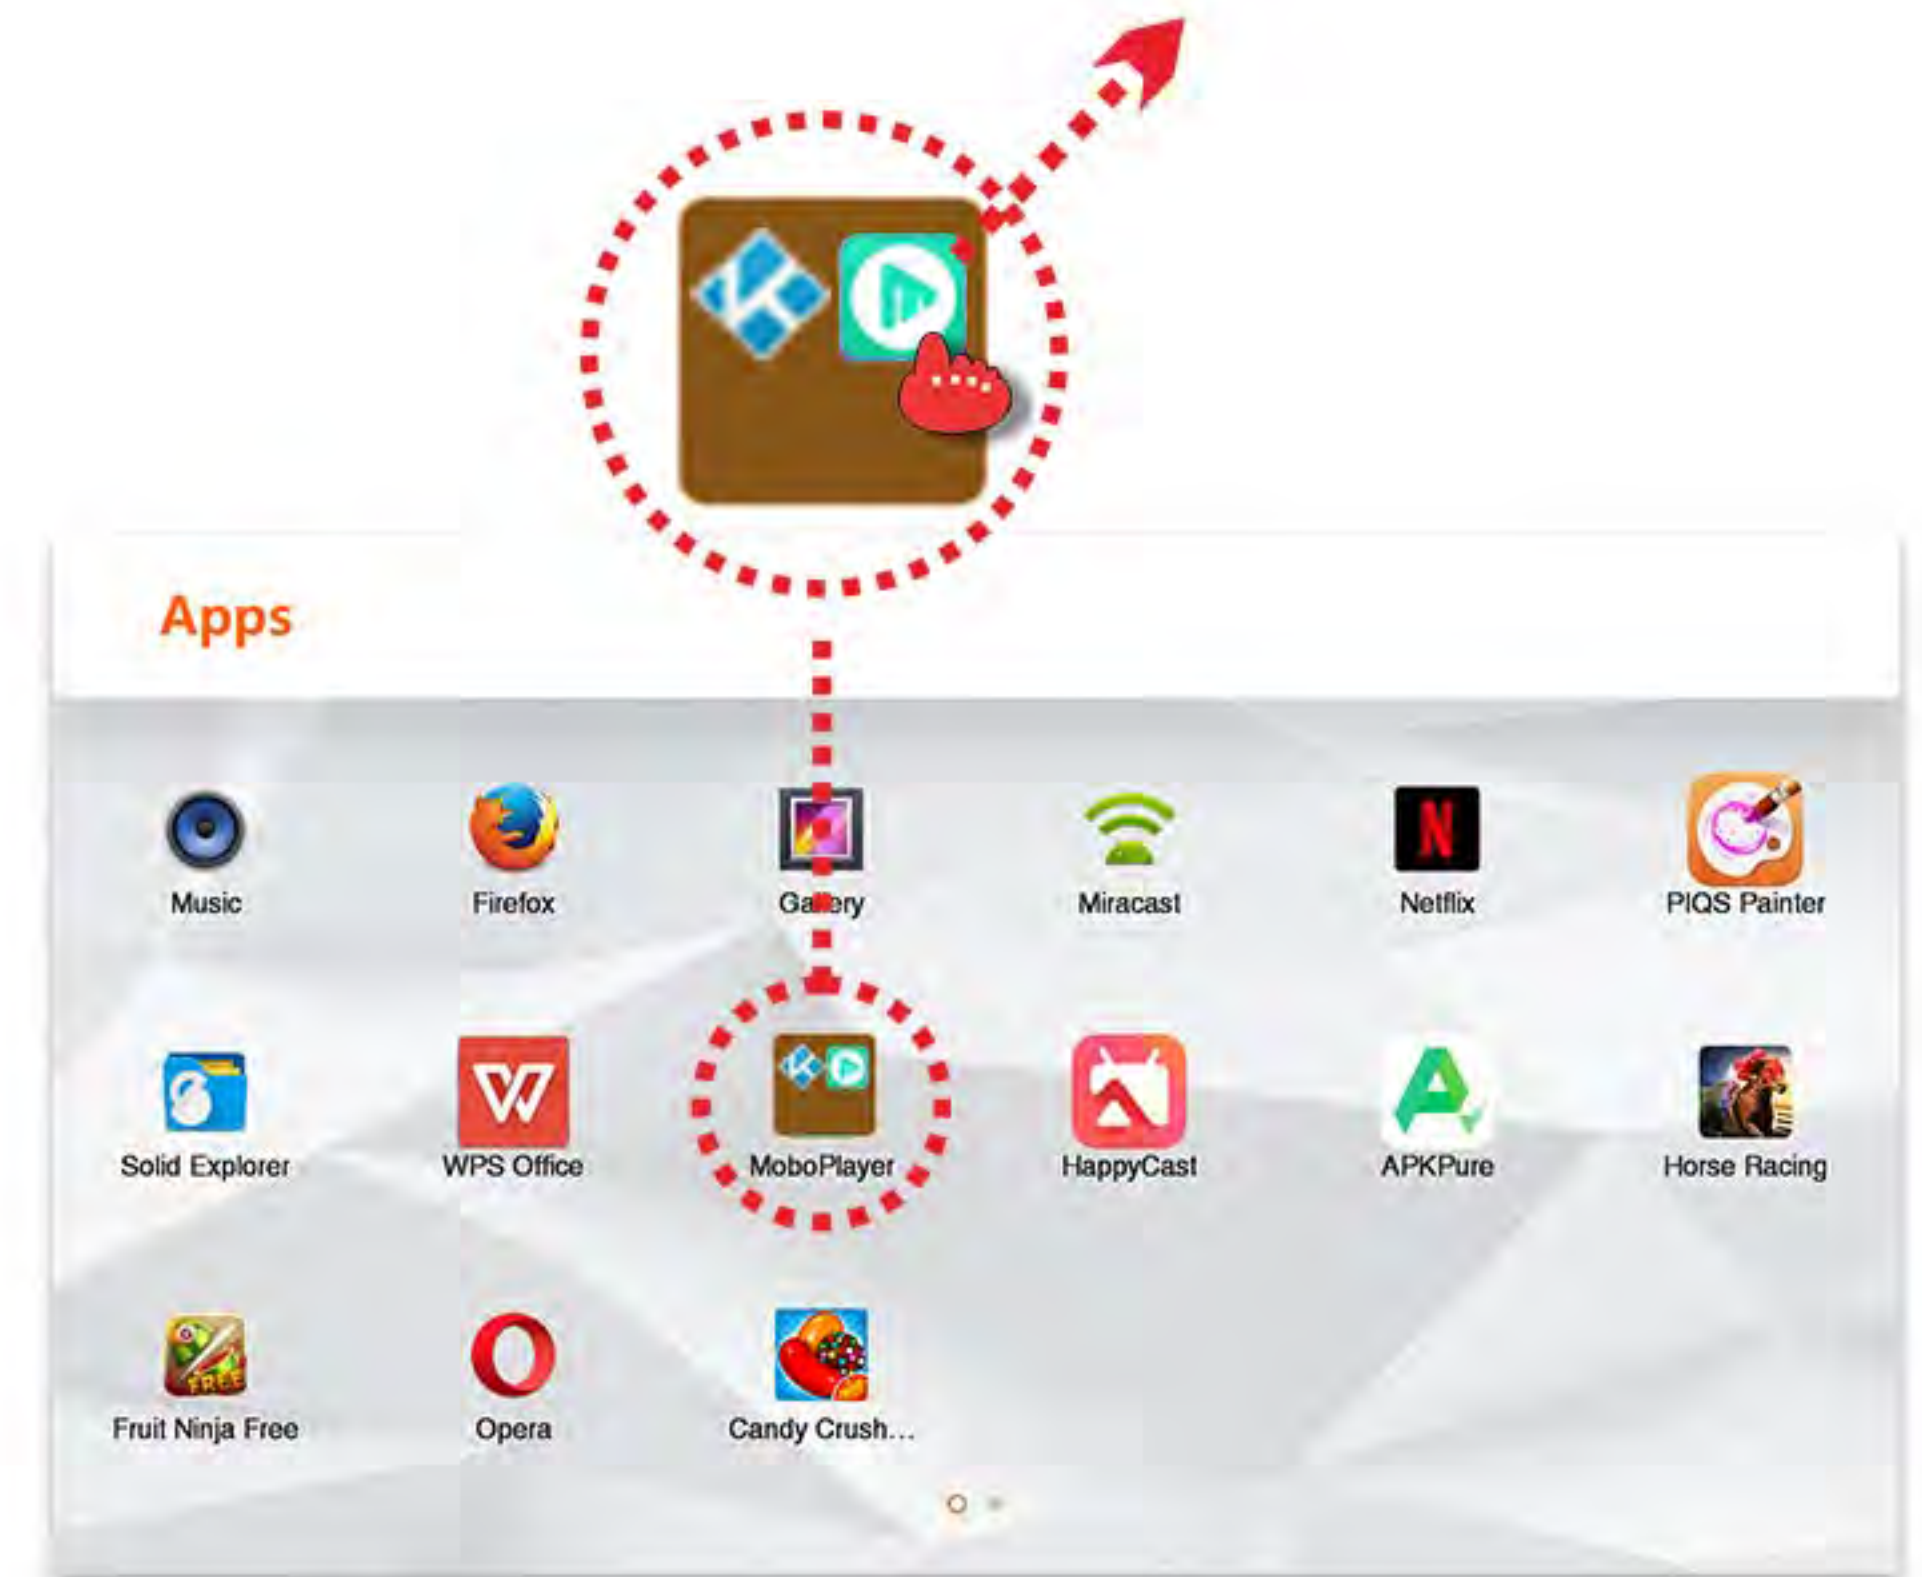 Apps
Music
Firefox
Gallery
Miracast
Netflix
PIQS Painter
Solid Explorer
WPS Office
MoboPlayer
HappyCast
APKPure
Horse Racing
FREE
Fruit Ninja Free
Opera
Candy Crush...